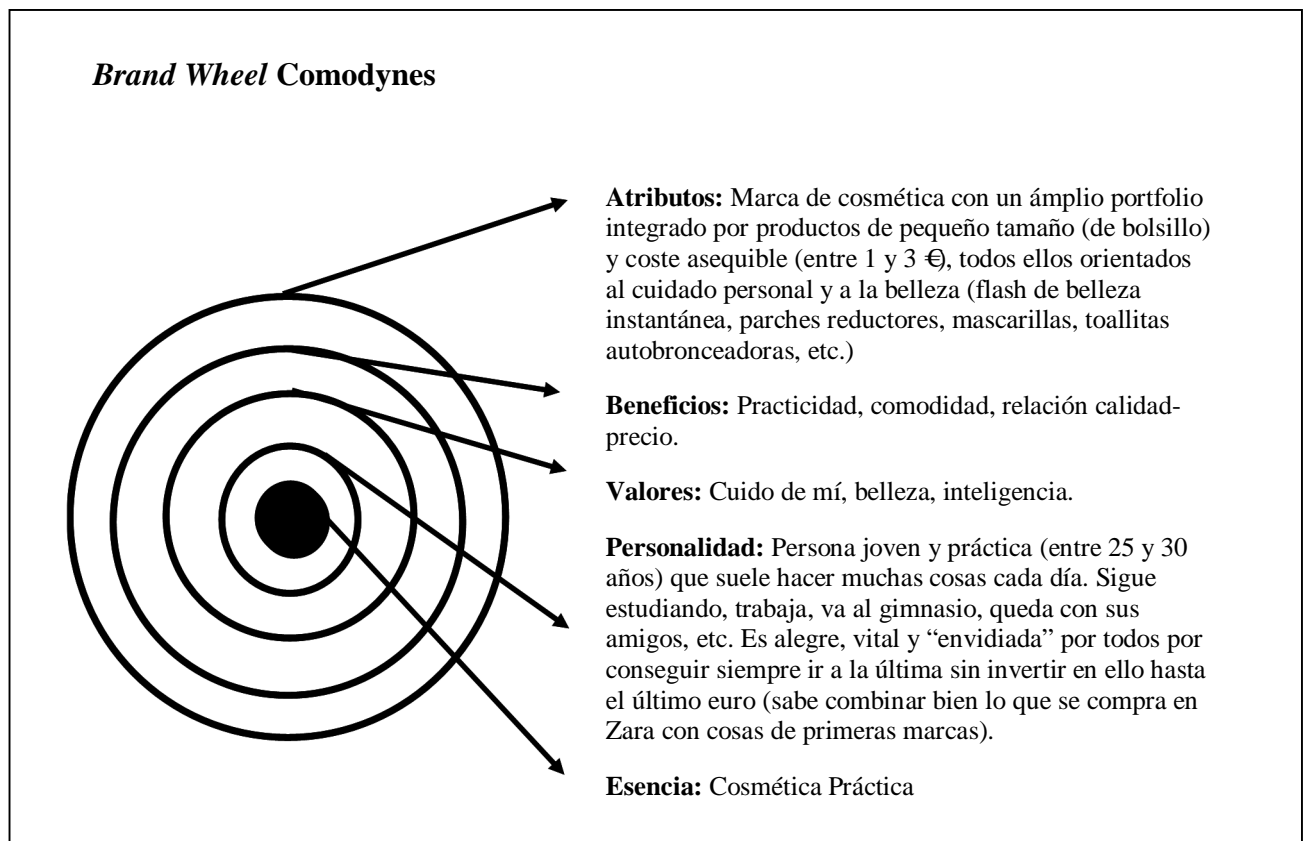 Brand Wheel Comodynes
Atributos: Marca de cosmética con un ámplio portfolio
integrado por productos de pequeño tamaño (de bolsillo)
y coste asequible (entre 1 y 3 €), todos ellos orientados
al cuidado personal y a la belleza (flash de belleza
instantánea, parches reductores, mascarillas, toallitas
autobronceadoras, etc.)
Beneficios: Practicidad, comodidad, relación calidad-
precio.
Valores: Cuido de mí, belleza, inteligencia.
Personalidad: Persona joven y práctica (entre 25 y 30
años) que suele hacer muchas cosas cada día. Sigue
estudiando, trabaja, va al gimnasio, queda con sus
amigos, etc. Es alegre, vital y “envidiada” por todos por
conseguir siempre ir a la última sin invertir en ello hasta
el último euro (sabe combinar bien lo que se compra en
Zara con cosas de primeras marcas).
Esencia: Cosmética Práctica